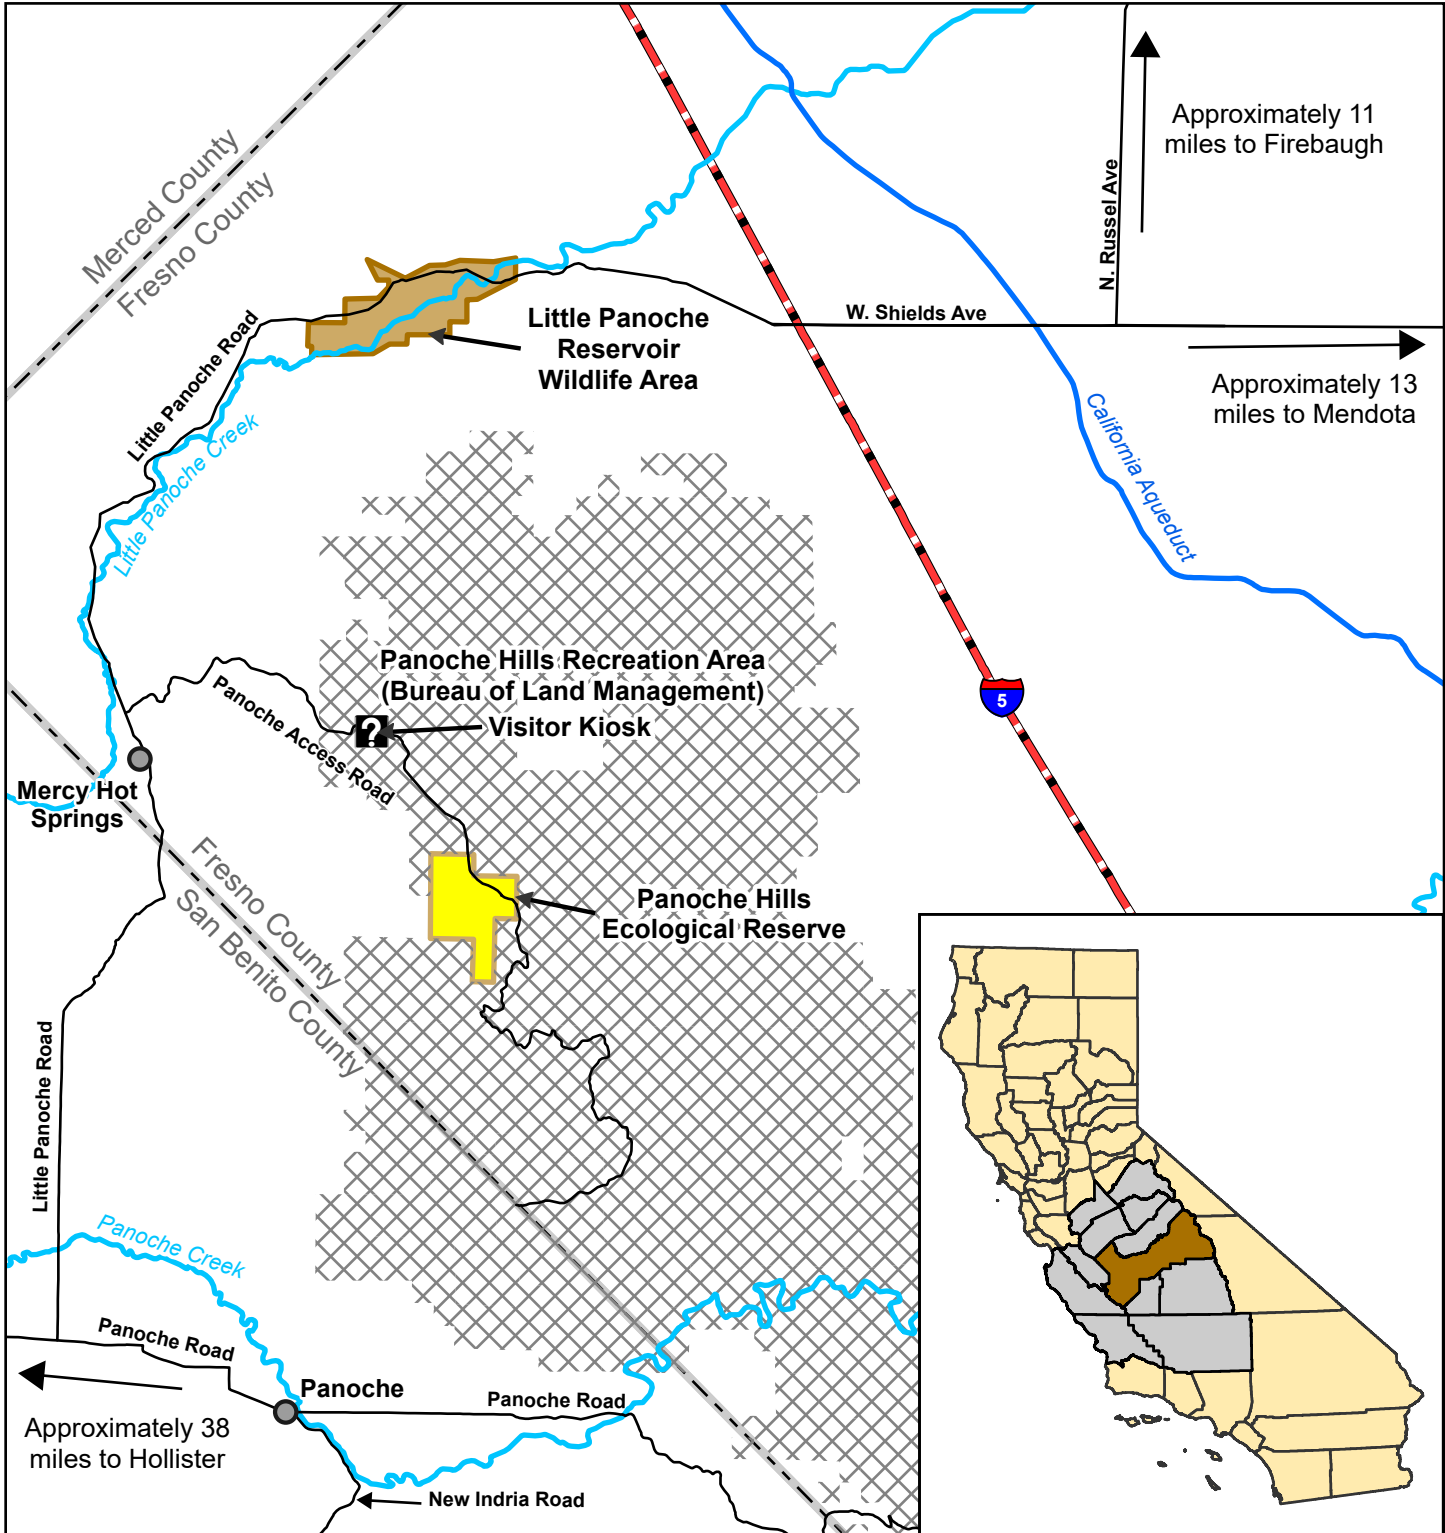 Approximately 11
miles to Firebaugh
N. Russel Ave
Merced County
Fresno County
W. Shields Ave
Little Panoche
Reservoir
Wildlife Area
Little Panoche Road
Approximately 13
miles to Mendota
Little Panoche Creek
California Aqueduct
Panoche Hills Recreation Area
(Bureau of Land Management)
Visitor Kiosk
?
Panoche Access Road
5
Mercy Hot
Springs
Fresno County
San Benito County
Panoche Hills
Ecological Reserve
Little Panoche Road
Panoche Creek
Panoche Road
Panoche
Panoche Road
Approximately 38
miles to Hollister
New Indria Road